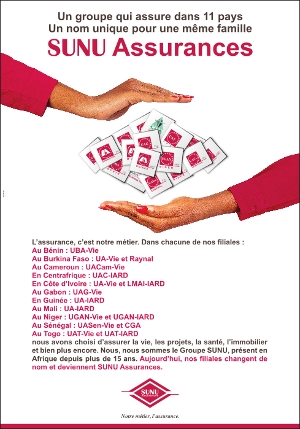 Un groupe qui assure dans 11 pays
Un nom unique pour une même famille
SUNU Assurances
L'assurance, c'est notre métier. Dans chacune de nos filiales :
Au Bénin : UBA-Vie
Au Burkina Faso : UA-Vie et Raynal
Au Cameroun : UACam-Vie
En Centrafrique : UAC-IARD
En Côte d'Ivoire : UA-Vie et LMAI-IARD
Au Gabon : UAG-Vie
En Guinée : UA-IARD
Au Mali : UA-IARD
Au Niger : UGAN-Vie et UGAN-IARD
Au Sénégal : UASen-Vie et CGA
Au Togo : UAT-Vie et UAT-IARD
nous avons choisi d'assurer la vie, les projets, la santé, l'immobilier
et bien plus encore. Nous, nous sommes le Groupe SUNU, présent en
Afrique depuis plus de 15 ans. Aujourd'hui, nos filiales changent de
nom et deviennent SUNU Assurances.
SUNU
Notre métier, l'assurance.